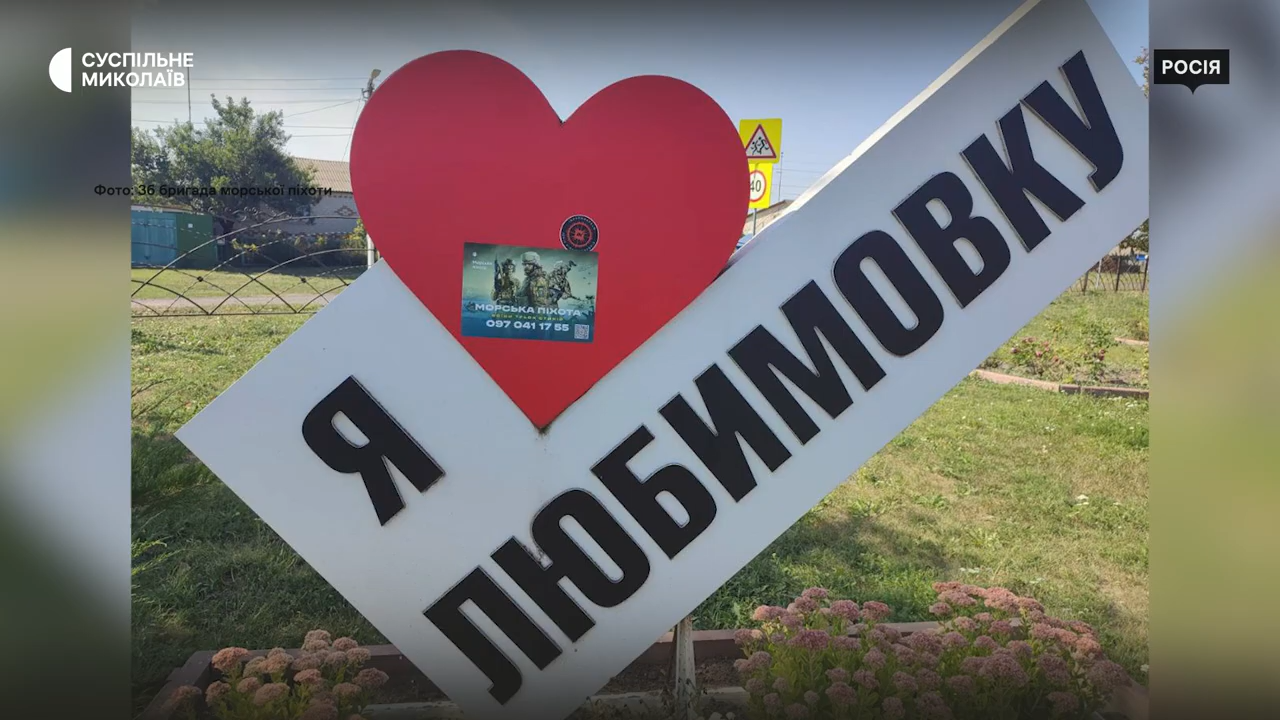 СУСПІЛЬНЕ
МИКОЛАЇВ
РОСІЯ
Фото: 36 бригада морської піхоти
40
МОРСЬКА ПІХОТА
097 041 17 55
Я
ЛЮБИМОВКУ